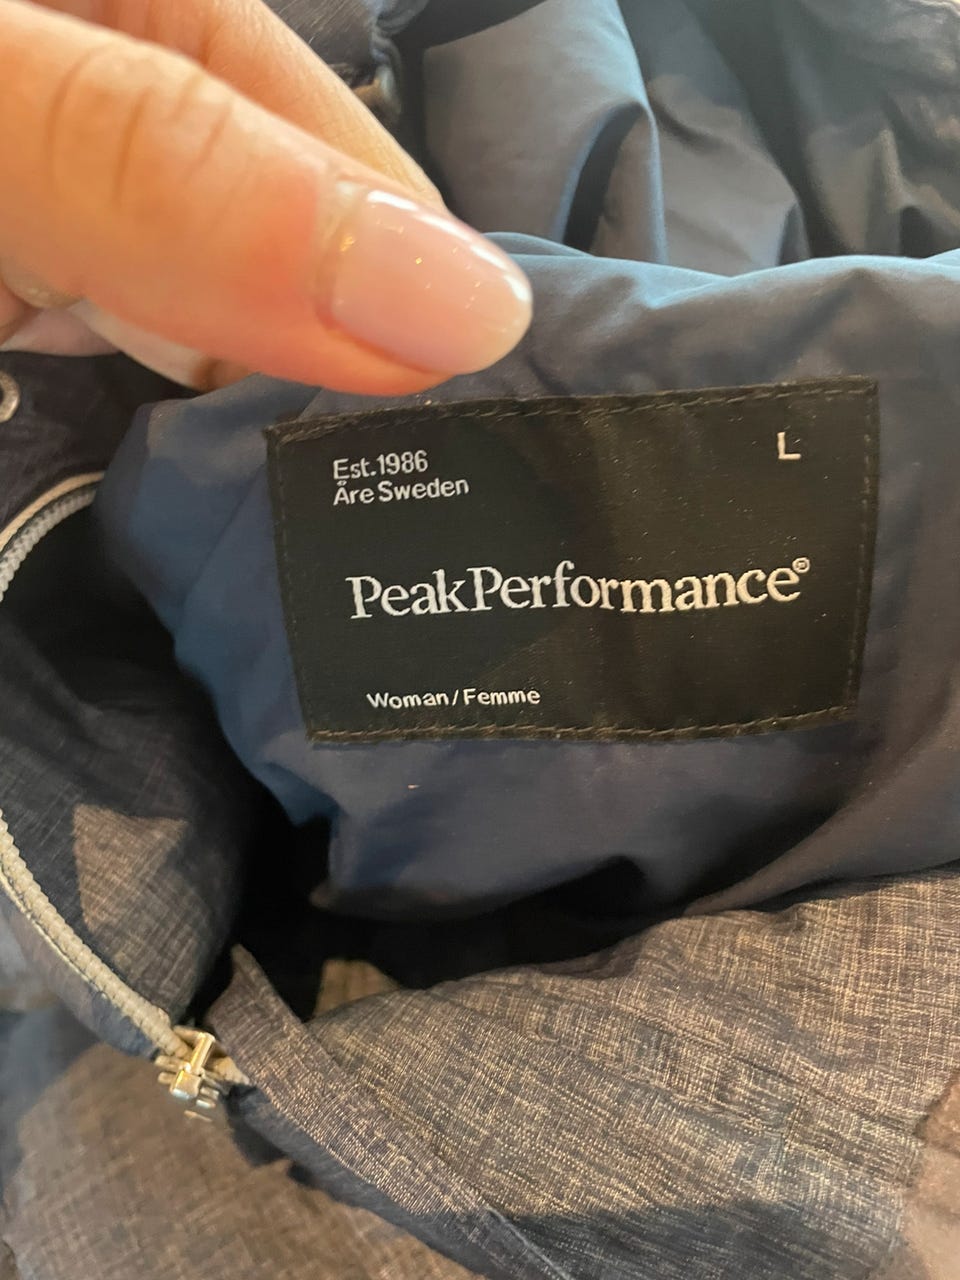 L
Est.1986
Åre Sweden
PeakPerformance®
Woman/Femme